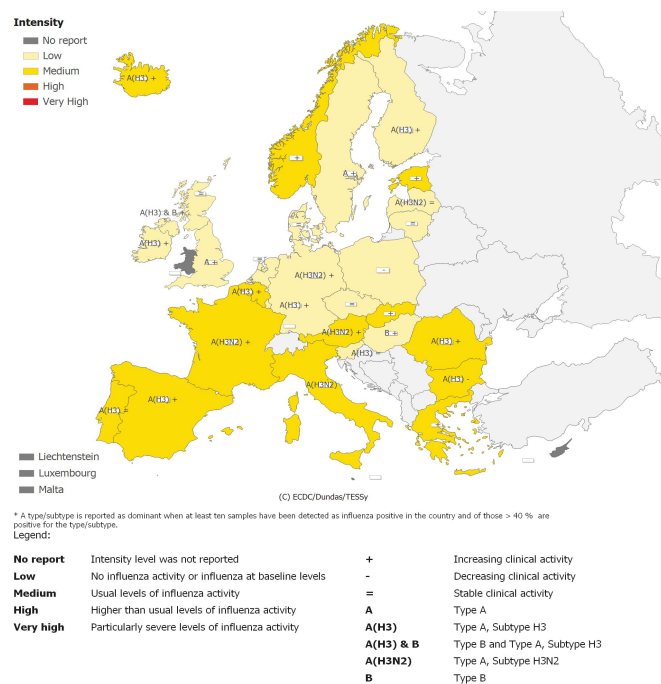 Intensity
No report
Low
Medium
High
Very High
A(H3) +
+
A(H3) +
A +
+
=
A(H3) & B +
A(H3N2) =
=
A(H3) +
=
=
A +
A(H3N2) +
-
A(H3) +
A(H3) +
=
+
A(H3N2) +
A(H3N2) +
B +
A(H3) +
A(H3) =
A(H3N2)
A(H3) -
A(H3) +
A(H3) =
+
Liechtenstein
Luxembourg
Malta
(C) ECDC/Dundas/TESSy
* A type/subtype is reported as dominant when at least ten samples have been detected as influenza positive in the country and of those > 40 % are
positive for the type/subtype.
Legend:
No report Intensity level was not reported + Increasing clinical activity
Low No influenza activity or influenza at baseline levels - Decreasing clinical activity
Medium Usual levels of influenza activity = Stable clinical activity
High Higher than usual levels of influenza activity A Type A
Very high Particularly severe levels of influenza activity A(H3) Type A, Subtype H3
A(H3) & B Type B and Type A, Subtype H3
A(H3N2) Type A, Subtype H3N2
B Type B